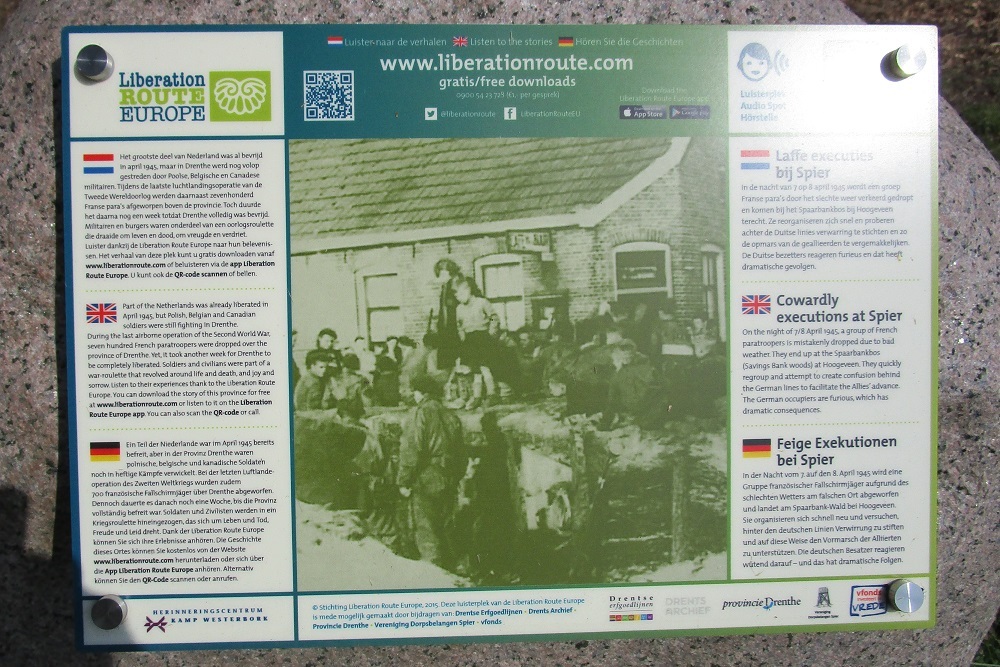 Liberation
ROUTE
EUROPE
Luister naar de verhalen Listen to the stories Hören Sie die Geschichten
www.liberationroute.com
gratis/free downloads
0900 54 23 728 (0,- per gesprek)
@liberationroute LiberationRouteEU
Download the
Liberation Route Europe app
App Store
Luisterplek
Audio Spot
Hörstelle
Het grootste deel van Nederland was al bevrijd
in april 1945, maar in Drenthe werd nog volop
gestreden door Poolse, Belgische en Canadese
militairen. Tijdens de laatste luchtlandingsoperatie van de
Tweede Wereldoorlog werden daarnaast zevenhonderd
Franse para's afgeworpen boven de provincie. Toch duurde
het daarna nog een week totdat Drenthe volledig was bevrijd.
Militairen en burgers waren onderdeel van een oorlogsroulette
die draaide om leven en dood, om vreugde en verdriet.
Luister dankzij de Liberation Route Europe naar hun belevenis-
sen. Het verhaal van deze plek kunt u gratis downloaden vanaf
www.liberationroute.com of beluisteren via de app Liberation
Route Europe. U kunt ook de QR-code scannen of bellen.
Part of the Netherlands was already liberated in
April 1945, but Polish, Belgian and Canadian
soldiers were still fighting in Drenthe.
During the last airborne operation of the Second World War,
seven hundred French paratroopers were dropped over the
province of Drenthe. Yet, it took another week for Drenthe to
be completely liberated. Soldiers and civilians were part of a
war-roulette that revolved around life and death, and joy and
sorrow. Listen to their experiences thank to the Liberation Route
Europe. You can download the story of this province for free
at www.liberationroute.com or listen to it on the Liberation
Route Europe app. You can also scan the QR-code or call.
Ein Teil der Niederlande war im April 1945 bereits
befreit, aber in der Provinz Drenthe waren
polnische, belgische und kanadische Soldaten
noch in heftige Kämpfe verwickelt. Bei der letzten Luftlande-
operation des Zweiten Weltkriegs wurden zudem
700 französische Fallschirmjäger über Drenthe abgeworfen.
Dennoch dauerte es danach noch eine Woche, bis die Provinz
vollständig befreit war. Soldaten und Zivilisten werden in ein
Kriegsroulette hineingezogen, das sich um Leben und Tod,
Freude und Leid dreht. Dank der Liberation Route Europe
können Sie sich ihre Erlebnisse anhören. Die Geschichte
dieses Ortes können Sie kostenlos von der Website
www.liberationroute.com herunterladen oder sich über
die App Liberation Route Europe anhören. Alternativ
können Sie den QR-Code scannen oder anrufen.
Laffe executies
bij Spier
In de nacht van 7 op 8 april 1945 wordt een groep
Franse para's door het slechte weer verkeerd gedropt
en komen bij het Spaarbankbos bij Hoogeveen
terecht. Ze reorganiseren zich snel en proberen
achter de Duitse linies verwarring te stichten en zo
de opmars van de geallieerden te vergemakkelijken.
De Duitse bezetters reageren furieus en dat heeft
dramatische gevolgen.
Cowardly
executions at Spier
On the night of 7/8 April 1945, a group of French
paratroopers is mistakenly dropped due to bad
weather. They end up at the Spaarbankbos
(Savings Bank woods) at Hoogeveen. They quickly
regroup and attempt to create confusion behind
the German lines to facilitate the Allies' advance.
The German occupiers are furious, which has
dramatic consequences.
Feige Exekutionen
bei Spier
In der Nacht vom 7. auf den 8. April 1945 wird eine
Gruppe französischer Fallschirmjäger aufgrund des
schlechten Wetters am falschen Ort abgeworfen
und landet am Spaarbank-Wald bei Hoogeveen.
Sie organisieren sich schnell neu und versuchen,
hinter den deutschen Linien Verwirrung zu stiften
und auf diese Weise den Vormarsch der Alliierten
zu unterstützen. Die deutschen Besatzer reagieren
wütend darauf – und das hat dramatische Folgen.
HERINNERINGSCENTRUM
KAMP WESTERBORK
© Stichting Liberation Route Europe, 2015. Deze luisterplek van de Liberation Route Europe
is mede mogelijk gemaakt door bijdragen van: Drentse Erfgoedlijnen - Drents Archief -
Provincie Drenthe - Vereniging Dorpsbelangen Spier - vfonds
Drentse
erfgoedlijnen
DRENTS
ARCHIEF
provincie Drenthe
vfonds
VREDE